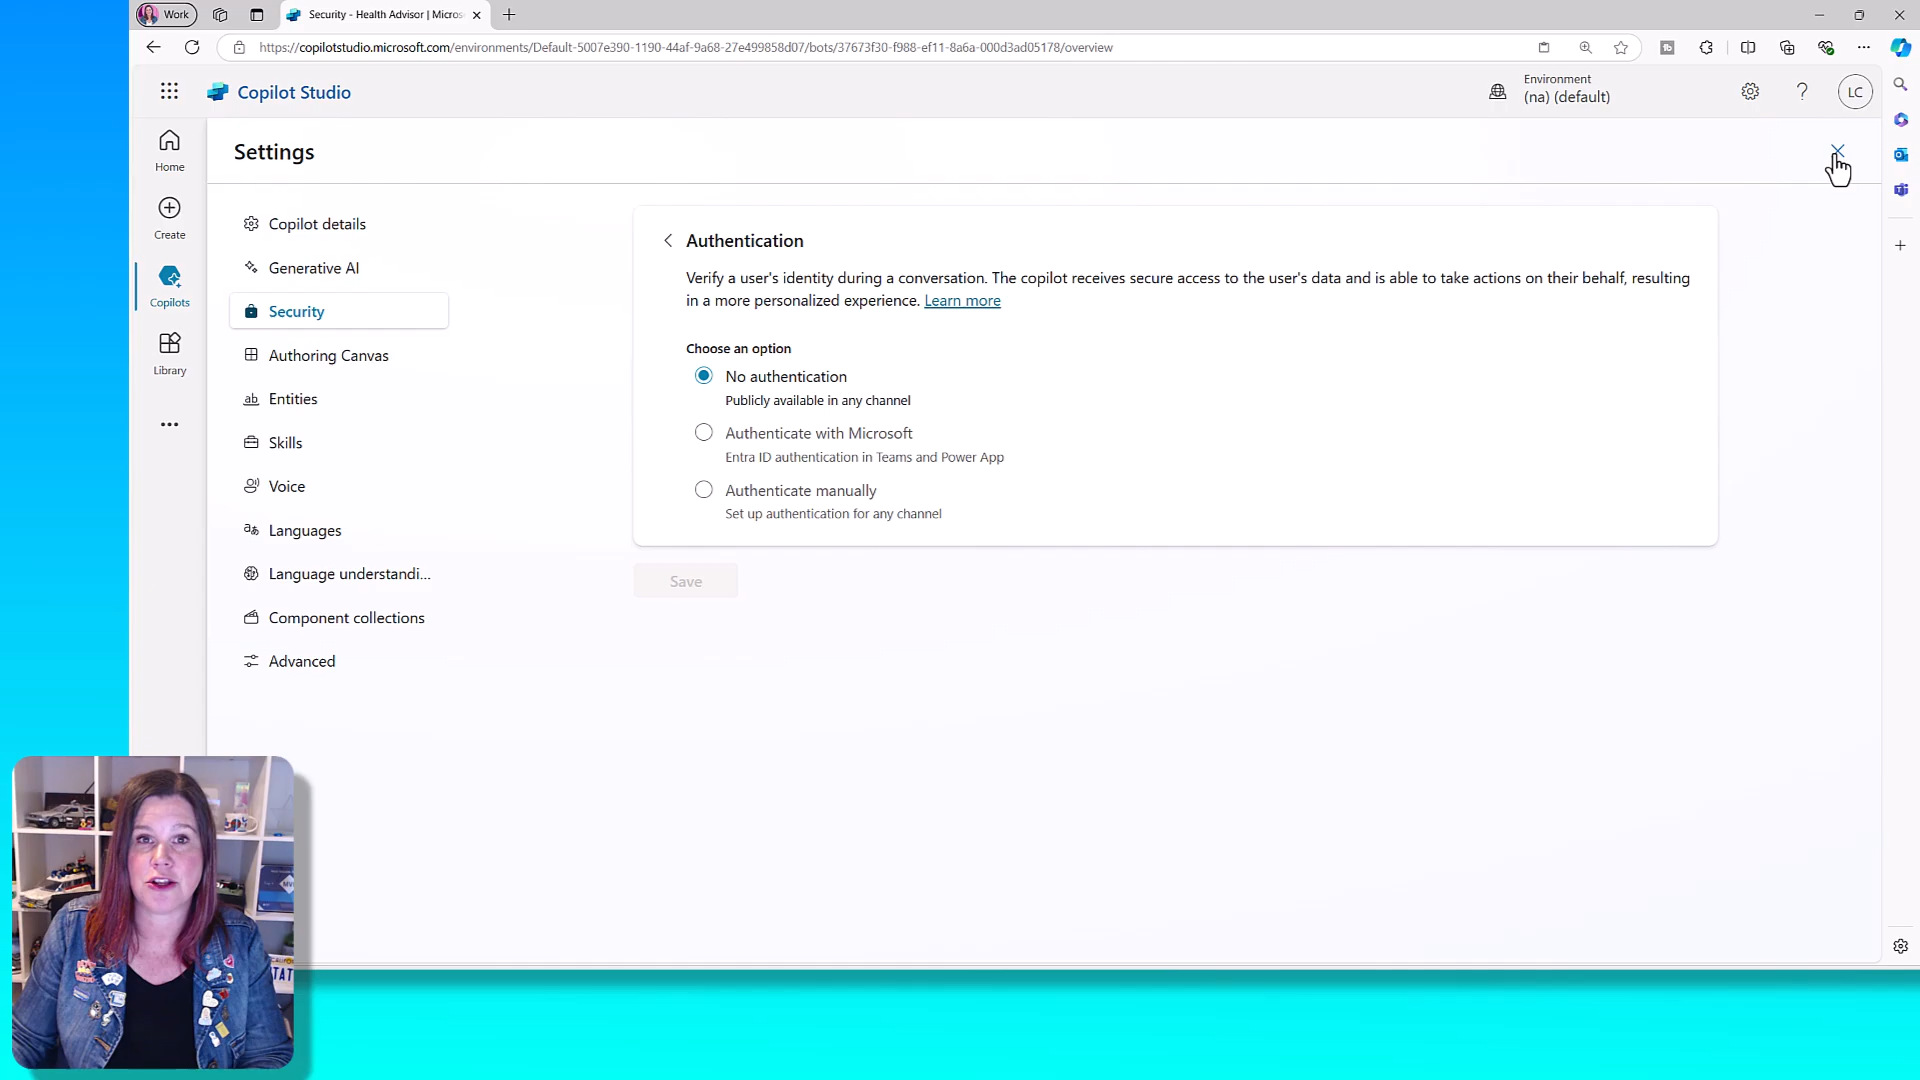 Work
Security - Health Advisor | Micros
https://copilotstudio.microsoft.com/environments/Default-5007e390-1190-44af-9a68-27e499858d07/bots/37673f30-f988-ef11-8a6a-000d3ad05178/overview
Copilot Studio
Environment
(na) (default)
LC
Home
Create
Copilots
Library
Settings
Copilot details
Generative AI
Security
Authoring Canvas
Entities
Skills
Voice
Languages
Language understandi...
Component collections
Advanced
Authentication
Verify a user's identity during a conversation. The copilot receives secure access to the user's data and is able to take actions on their behalf, resulting
in a more personalized experience. Learn more
Choose an option
No authentication
Publicly available in any channel
Authenticate with Microsoft
Entra ID authentication in Teams and Power App
Authenticate manually
Set up authentication for any channel
Save